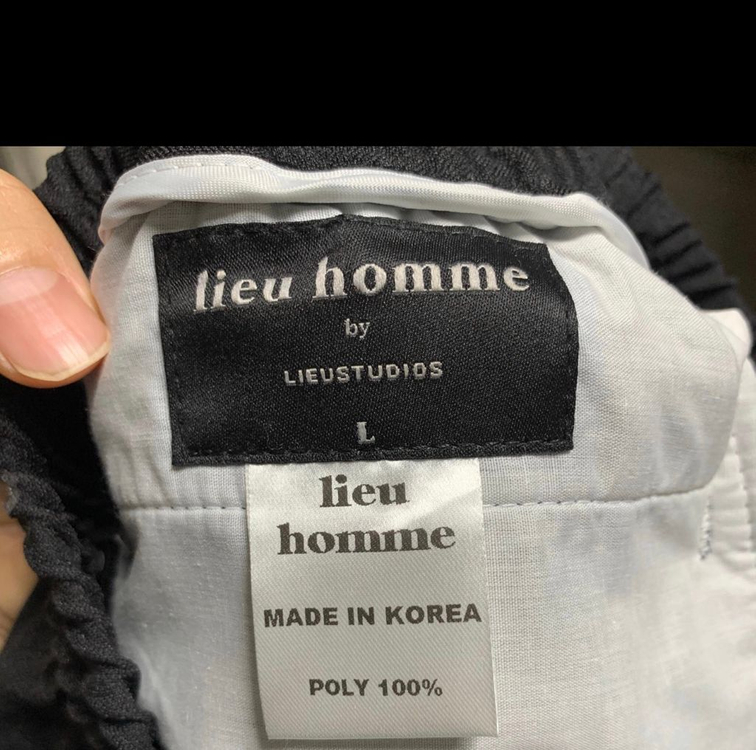 lieu homme
by
LIEUSTUDIOS
L
lieu
homme
MADE IN KOREA
POLY 100%